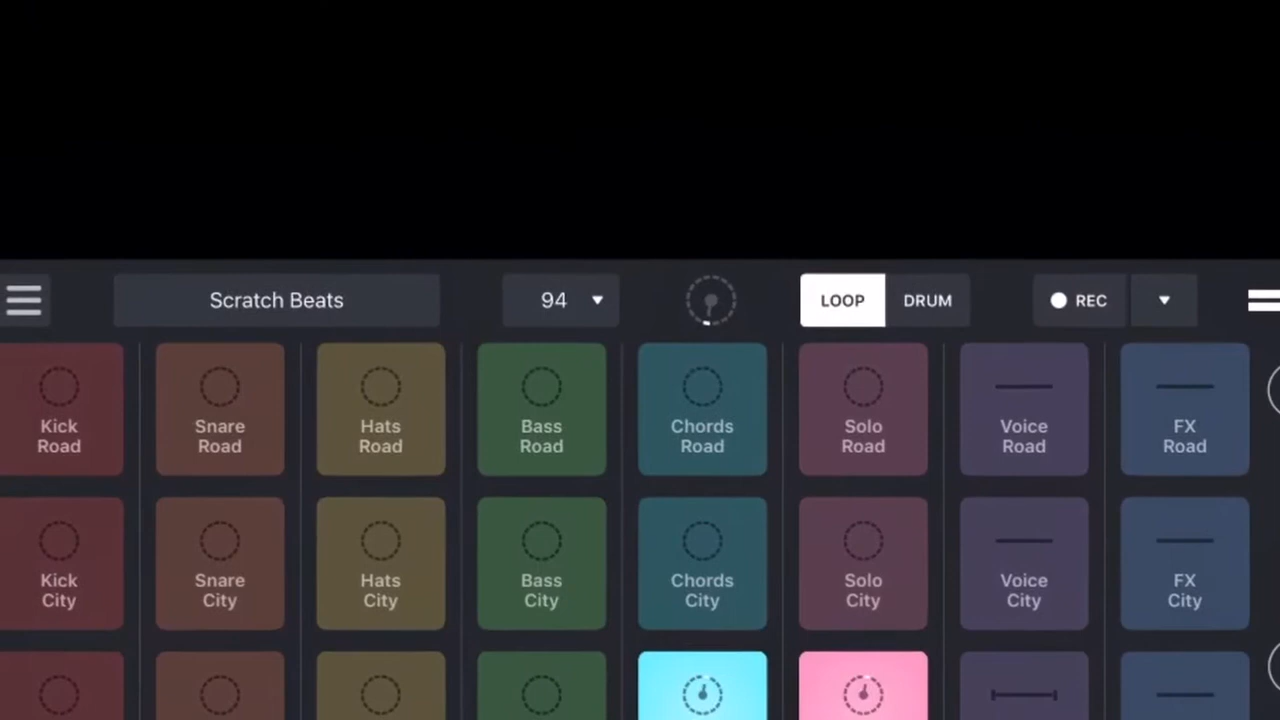 Scratch Beats
94
LOOP
DRUM
REC
Kick
Road
Snare
Road
Hats
Road
Bass
Road
Chords
Road
Solo
Road
Voice
Road
FX
Road
Kick
City
Snare
City
Hats
City
Bass
City
Chords
City
Solo
City
Voice
City
FX
City